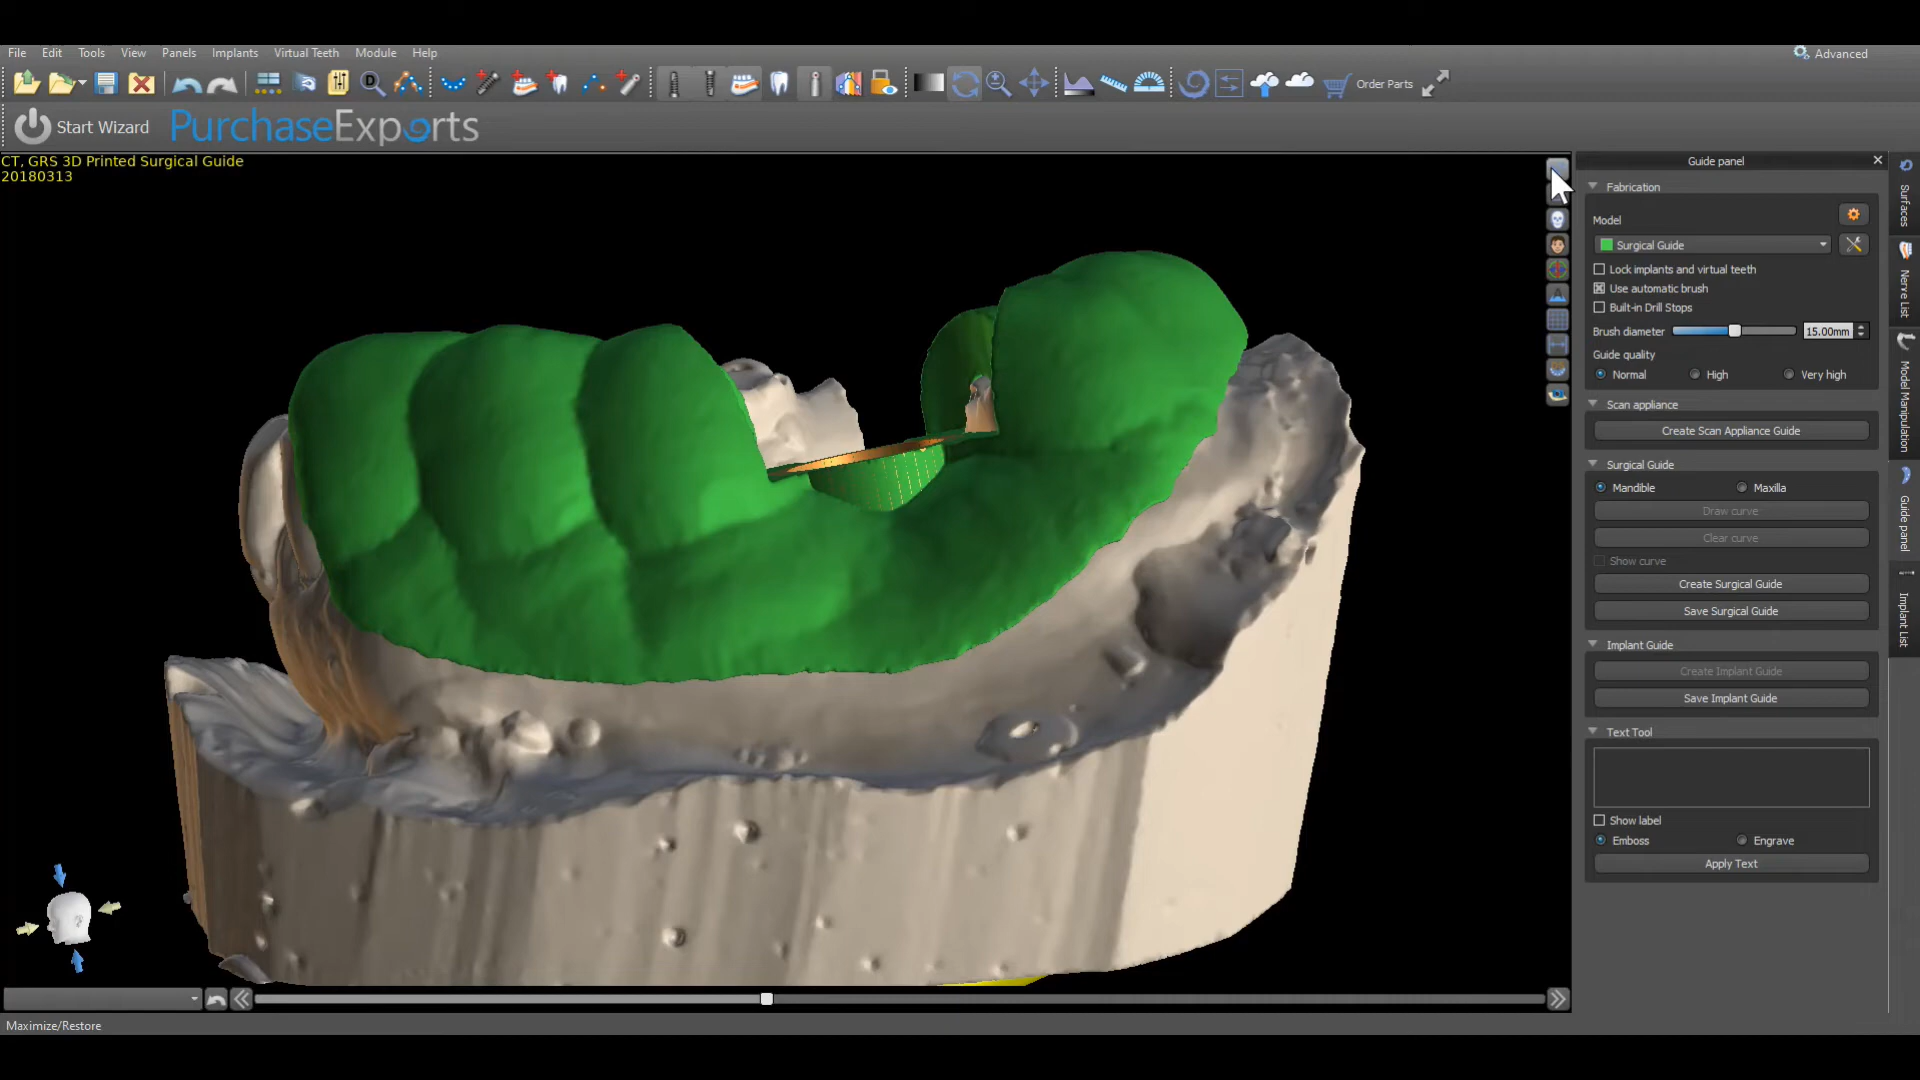 File Edit Tools View Panels Implants Virtual Teeth Module Help
Advanced
D
Order Parts
Start Wizard PurchaseExports
CT, GRS 3D Printed Surgical Guide
20180313
Guide panel
Fabrication
Model
Surgical Guide
Lock implants and virtual teeth
Use automatic brush
Built-in Drill Stops
Brush diameter 15.00mm
Guide quality
Normal High Very high
Scan appliance
Create Scan Appliance Guide
Surgical Guide
Mandible Maxilla
Draw curve
Clear curve
Show curve
Create Surgical Guide
Save Surgical Guide
Implant Guide
Create Implant Guide
Save Implant Guide
Text Tool
Show label
Emboss Engrave
Apply Text
Surfaces
Nerve List
Model Manipulation
Guide panel
Implant List
Maximize/Restore